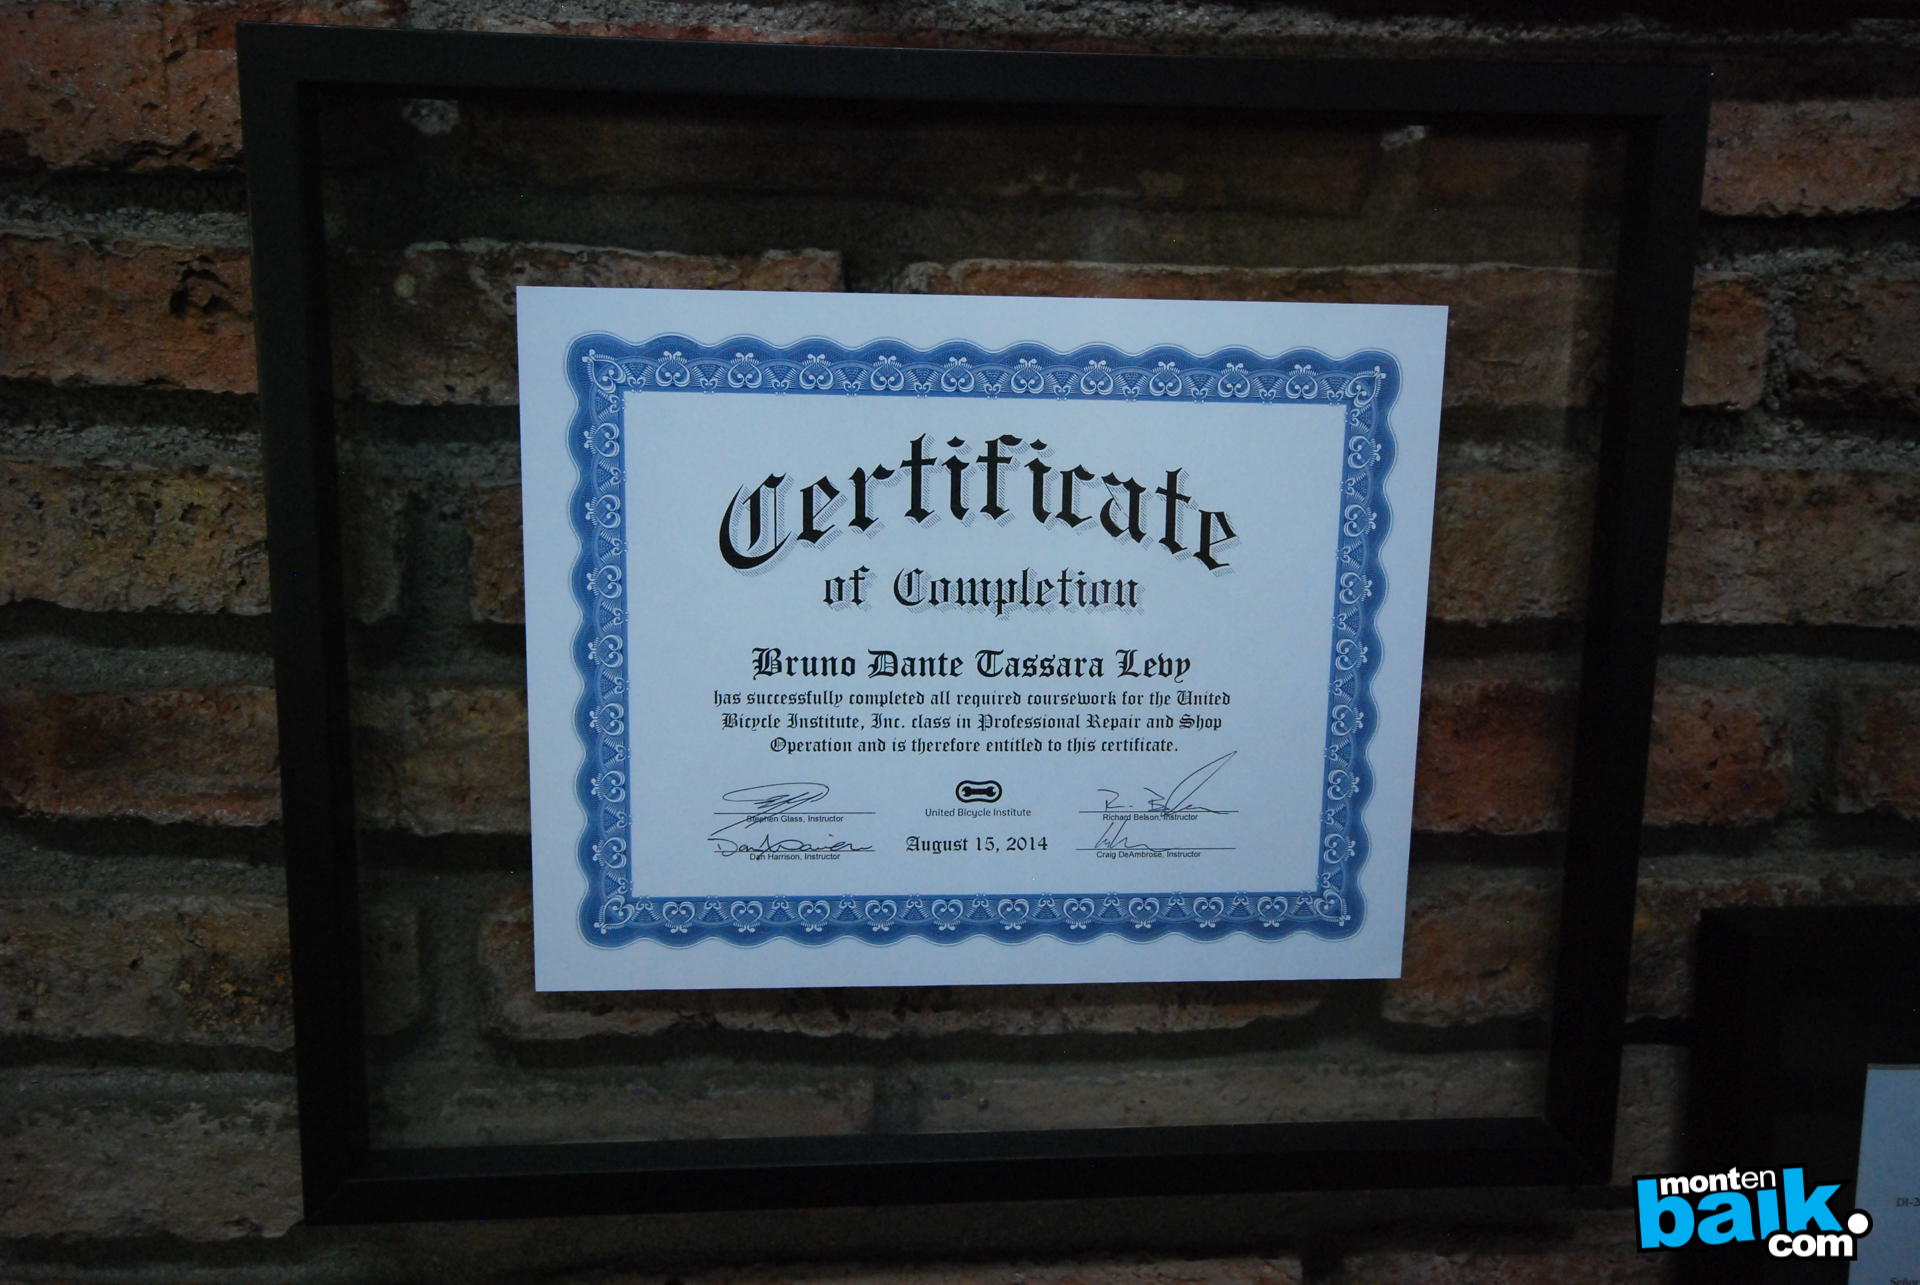 Certificate
of Completion
Bruno Dante Tassara Levy
has successfully completed all required coursework for the United
Bicycle Institute, Inc. class in Professional Repair and Shop
Operation and is therefore entitled to this certificate.
Stephen Glass, Instructor
United Bicycle Institute
Richard Belson, Instructor
Dan Harrison, Instructor
August 15, 2014
Craig DeAmbrose, Instructor
monten
baik.
com